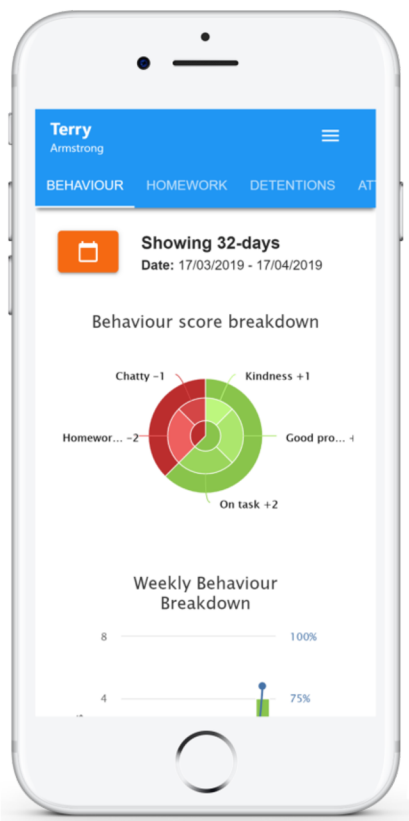 Terry
Armstrong
BEHAVIOUR HOMEWORK DETENTIONS AT
Showing 32-days
Date: 17/03/2019 - 17/04/2019
Behaviour score breakdown
Chatty -1 Kindness +1
Homewor... -2 Good pro... +
On task +2
Weekly Behaviour
Breakdown
8 100%
4 75%